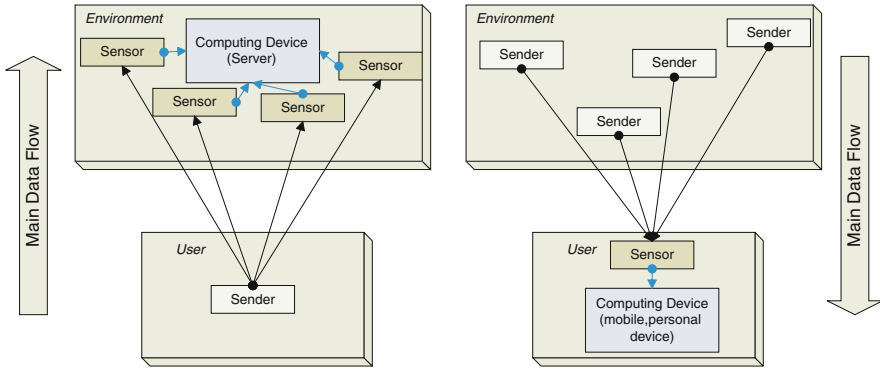 Environment
Sensor
Computing Device
(Server)
Sensor
Sensor
Sensor
Main Data Flow
User
Sender
Environment
Sender
Sender
Sender
Sender
Main Data Flow
User
Sensor
Computing Device
(mobile,personal
device)